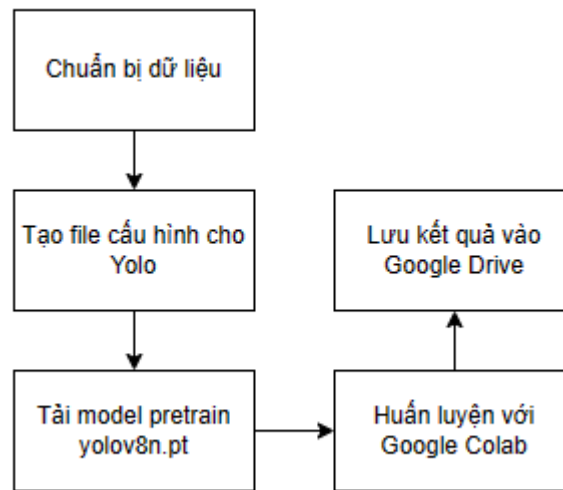 Chuẩn bị dữ liệu
Tạo file cấu hình cho
Yolo
Tải model pretrain
yolov8n.pt
Huấn luyện với
Google Colab
Lưu kết quả vào
Google Drive